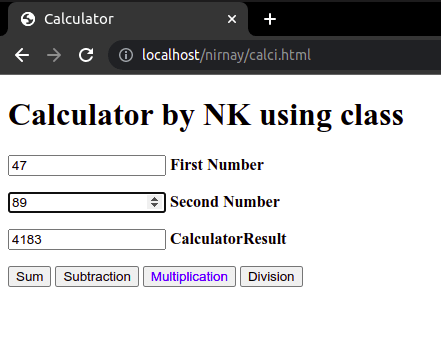 Calculator
localhost/nirnay/calci.html
Calculator by NK using class
47 First Number
89 Second Number
4183 CalculatorResult
Sum Subtraction Multiplication Division